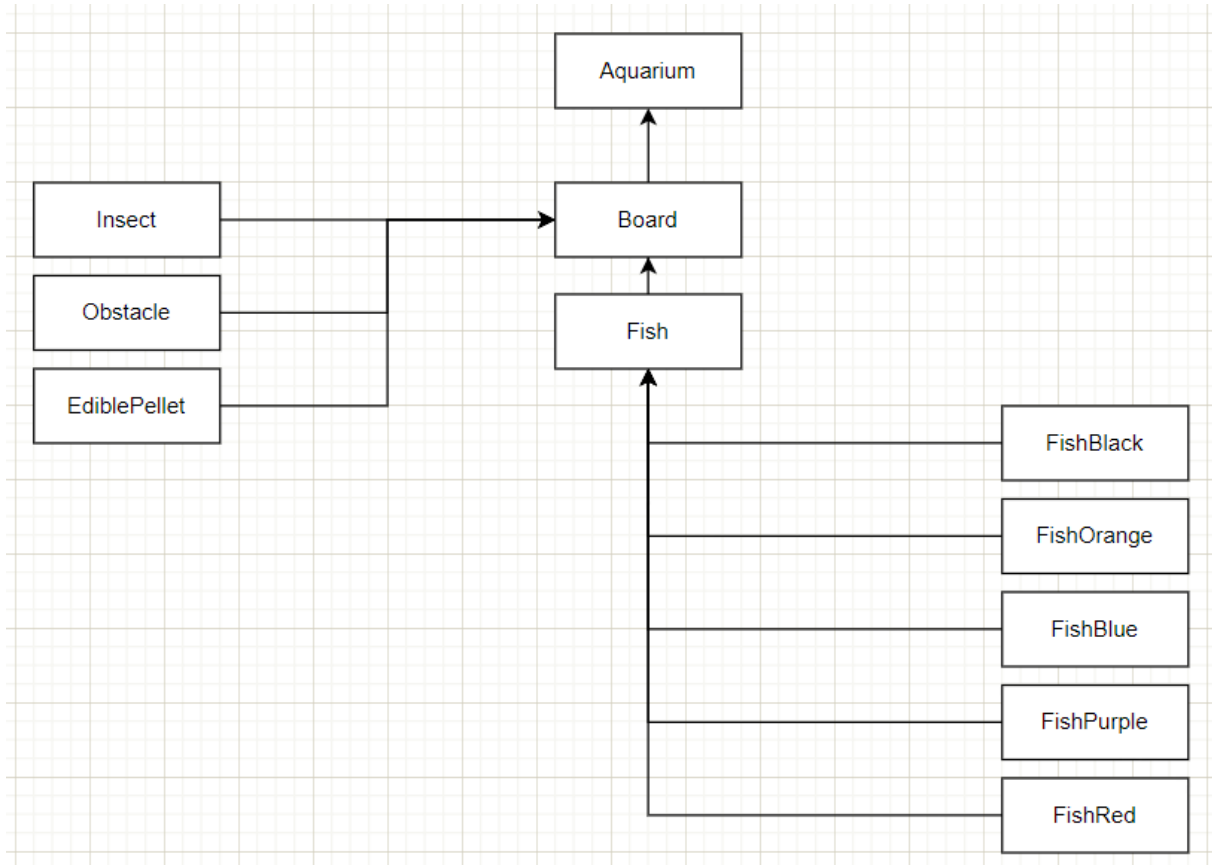 Aquarium
Insect
Board
Obstacle
Fish
EdiblePellet
FishBlack
FishOrange
FishBlue
FishPurple
FishRed